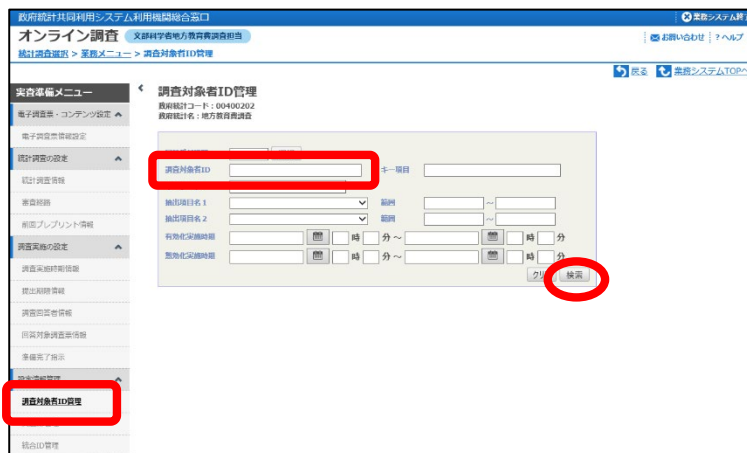 政府統計共同利用システム利用機関総合窓口
業務システム終
オンライン調査 文部科学省地方教育費調査担当
お問い合わせ ? ヘルプ
統計調査選択 > 業務メニュー > 調査対象者ID管理
戻る 業務システムTOPへ
実査準備メニュー
電子調査票・コンテンツ設定
電子調査票情報設定
統計調査の設定
統計調査情報
審査経路
前回プレプリント情報
調査実施の設定
調査実施時期情報
提出期限情報
調査回答者情報
回答対象調査票情報
準備完了指示
調査対象者ID管理
統合ID管理
調査対象者ID管理
政府統計コード：00400202
政府統計名：地方教育費調査
調査対象者ID キー項目
抽出項目名1 範囲 ～
抽出項目名2 範囲 ～
有効化実施時期 時 分～ 時 分
無効化実施時期 時 分～ 時 分
検索